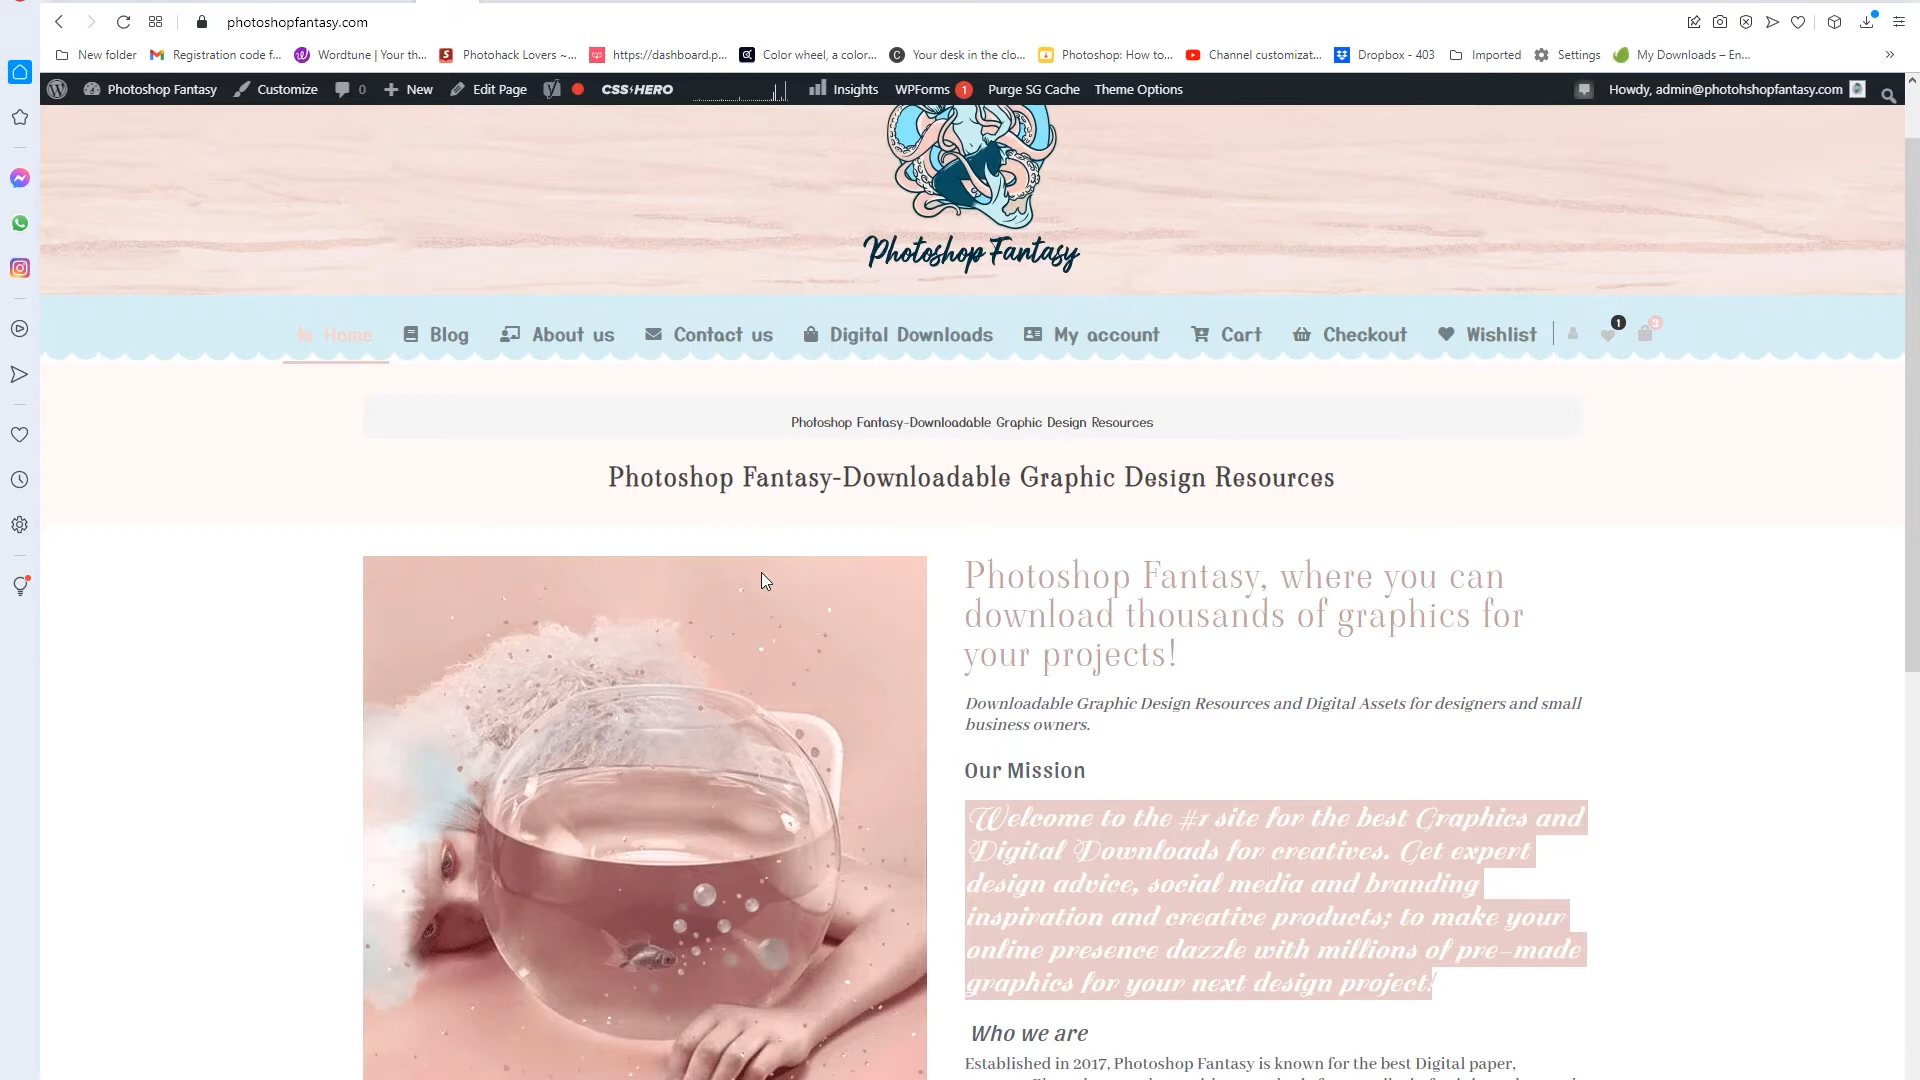 photoshopfantasy.com
New folder
Registration code f...
Wordtune | Your th...
Photohack Lovers ~...
https://dashboard.p...
Color wheel, a color...
Your desk in the clo...
Photoshop: How to...
Channel customizat...
Dropbox - 403
Imported
Settings
My Downloads – En...
»
Photoshop Fantasy
Customize
0
New
Edit Page
CSS HERO
Insights
WPForms 1
Purge SG Cache
Theme Options
Howdy, admin@photohshopfantasy.com
Photoshop Fantasy
Home
Blog
About us
Contact us
Digital Downloads
My account
Cart
Checkout
Wishlist
1
3
Photoshop Fantasy-Downloadable Graphic Design Resources
Photoshop Fantasy-Downloadable Graphic Design Resources
Photoshop Fantasy, where you can
download thousands of graphics for
your projects!
Downloadable Graphic Design Resources and Digital Assets for designers and small
business owners.
Our Mission
Welcome to the #1 site for the best Graphics and
Digital Downloads for creatives. Get expert
design advice, social media and branding
inspiration and creative products; to make your
online presence dazzle with millions of pre-made
graphics for your next design project!
Who we are
Established in 2017, Photoshop Fantasy is known for the best Digital paper,